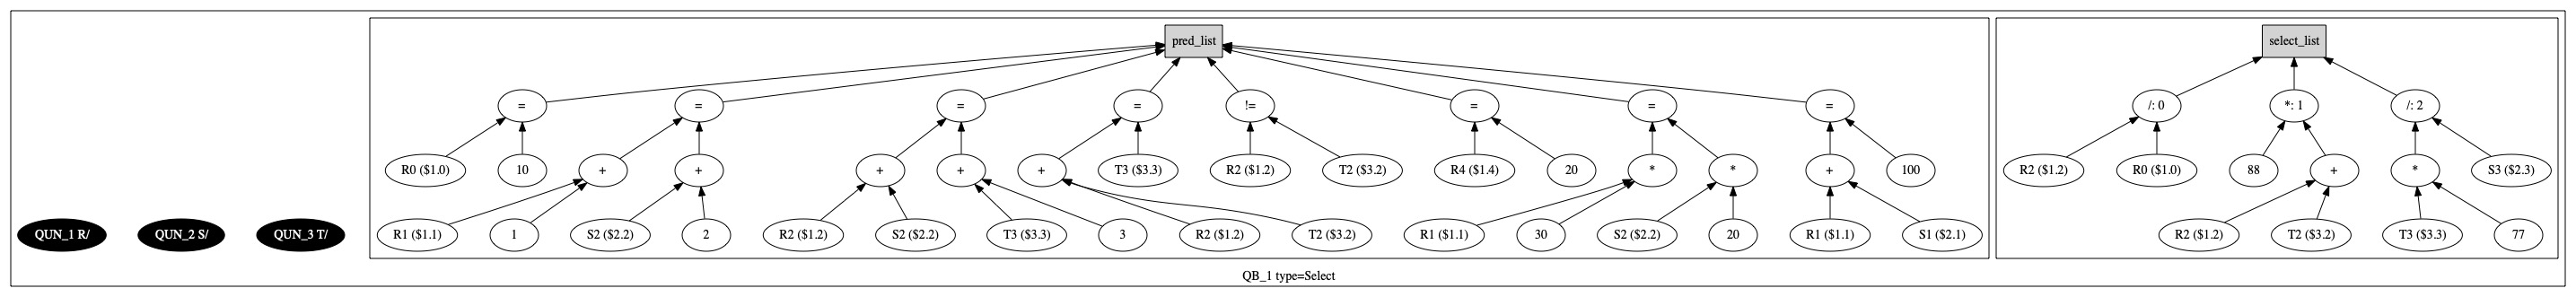 pred_list
select_list
= = = = != = = = /: 0 *: 1 /: 2
R0 ($1.0) 10 + + + + + T3 ($3.3) R2 ($1.2) T2 ($3.2) R4 ($1.4) 20 * * + 100 R2 ($1.2) R0 ($1.0) 88 + * S3 ($2.3)
QUN_1 R/ QUN_2 S/ QUN_3 T/ R1 ($1.1) 1 S2 ($2.2) 2 R2 ($1.2) S2 ($2.2) T3 ($3.3) 3 R2 ($1.2) T2 ($3.2) R1 ($1.1) 30 S2 ($2.2) 20 R1 ($1.1) S1 ($2.1) R2 ($1.2) T2 ($3.2) T3 ($3.3) 77
QB_1 type=Select